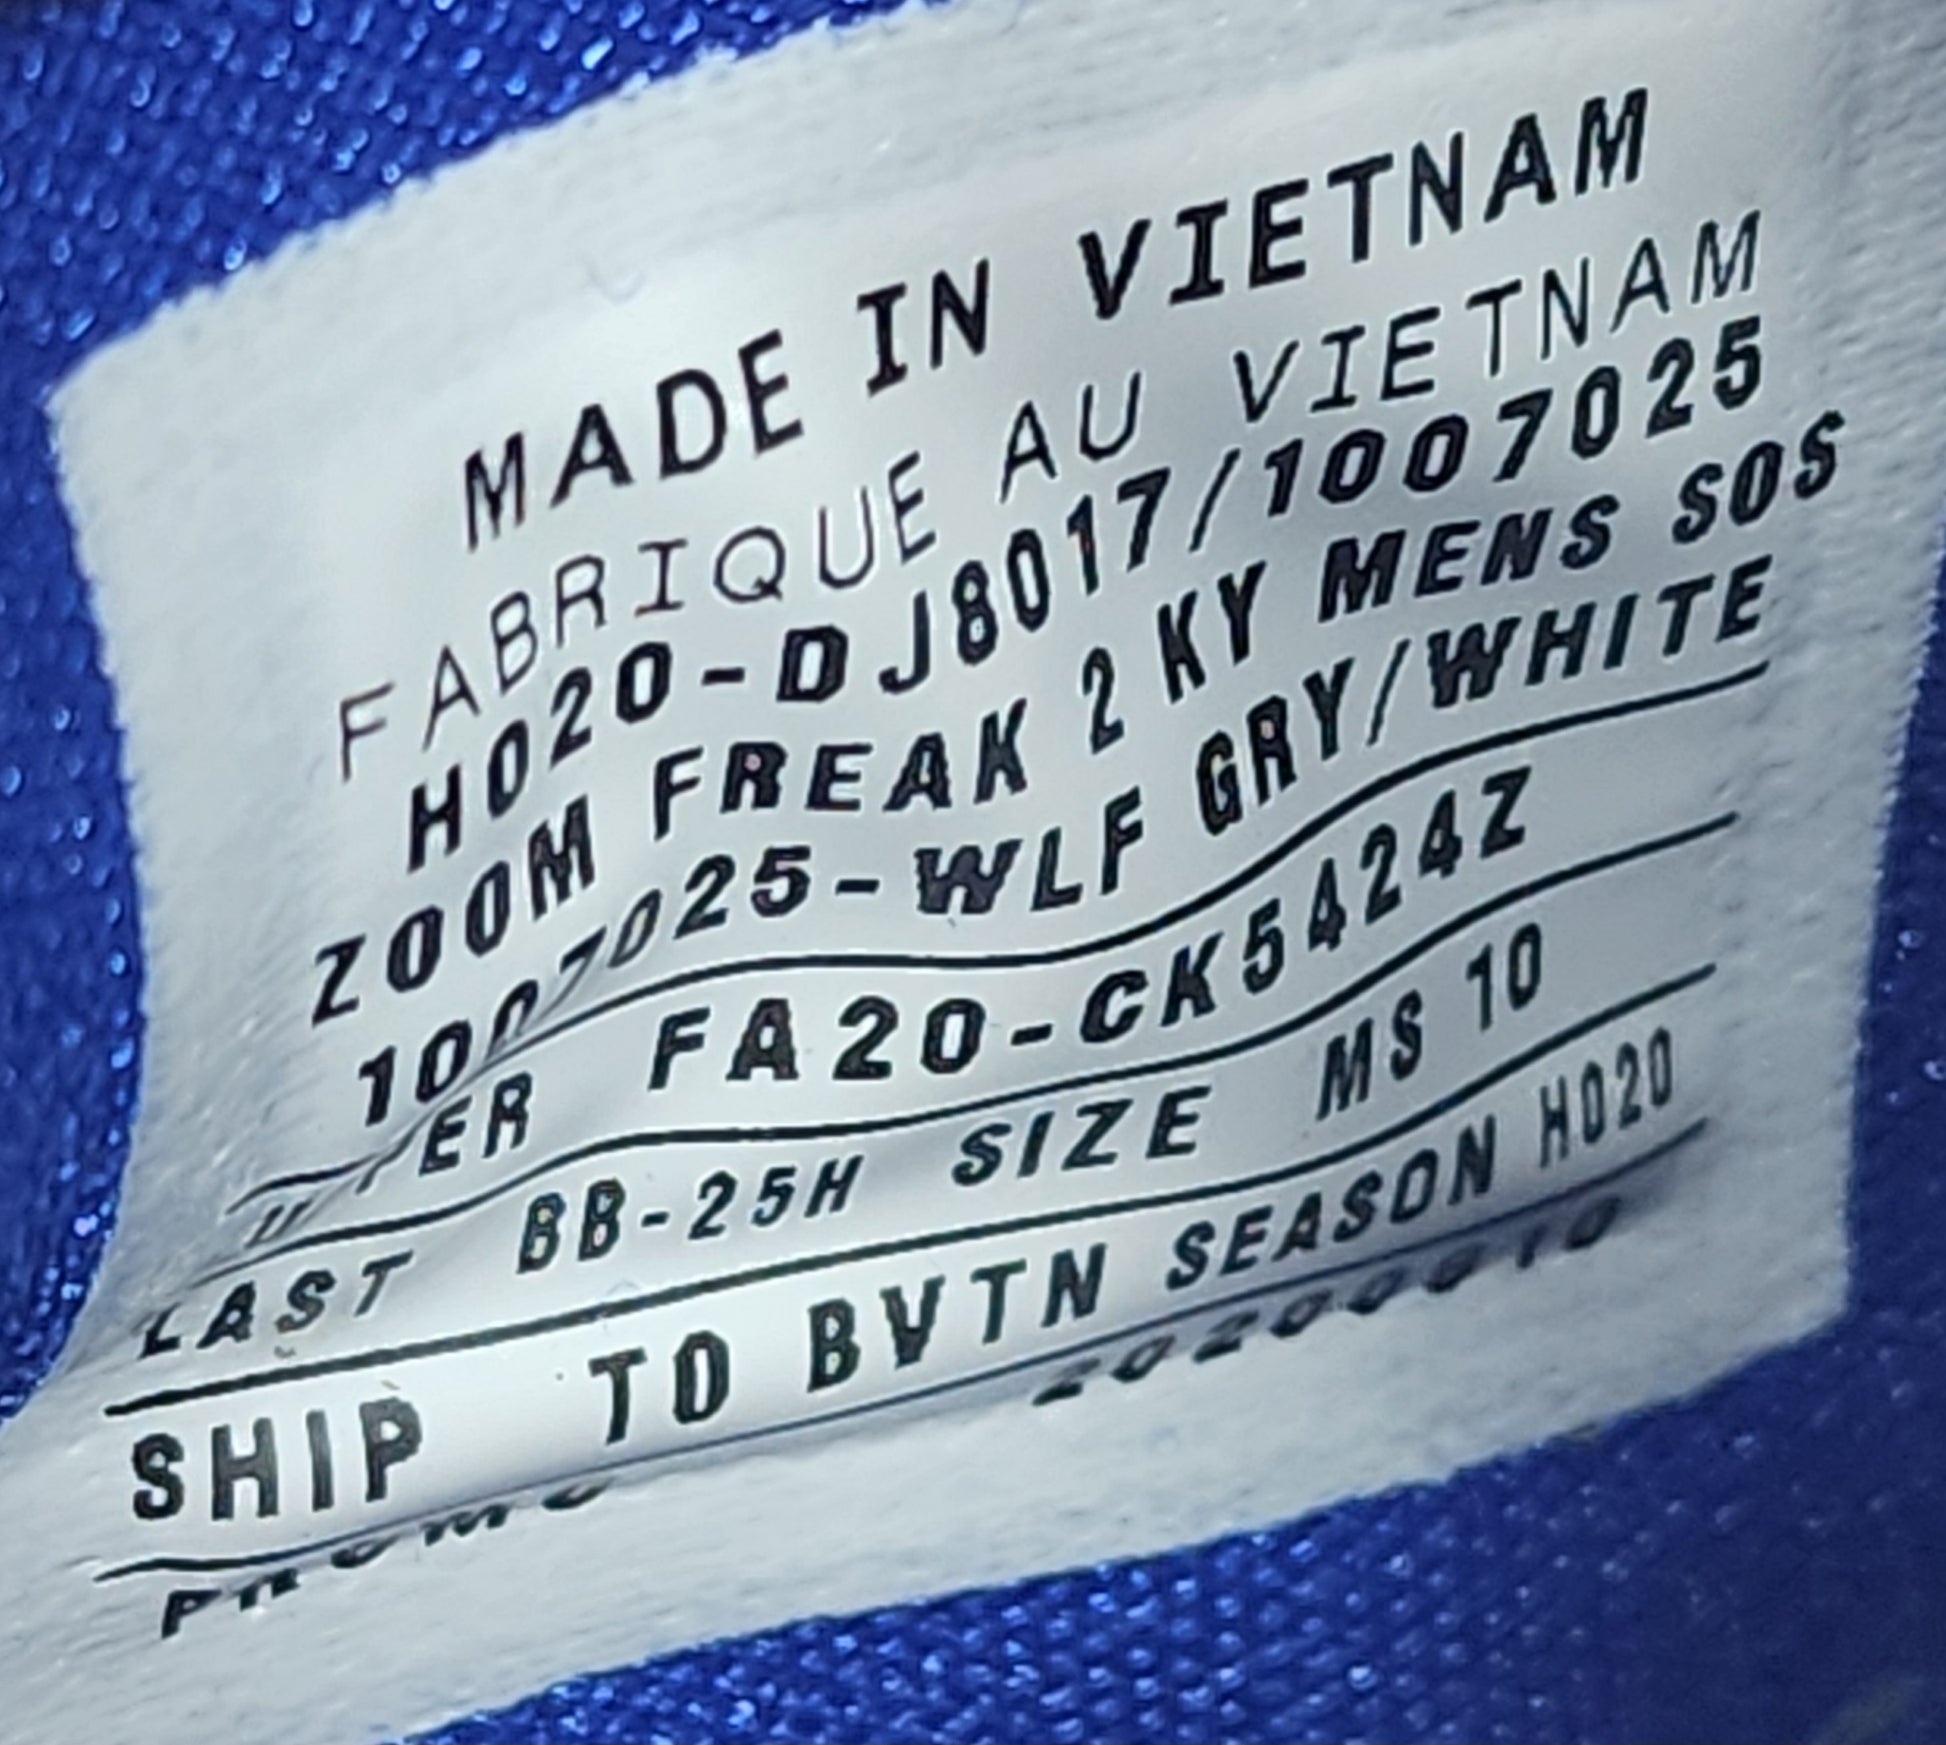 MADE IN VIETNAM
FABRIQUE AU VIETNAM
HO20-DJ8017/1007025
ZOOM FREAK 2 KY MENS SOS
1007025-WLF GRY/WHITE
FA20-CK5424Z
LAST BB-25H SIZE MS 10
SHIP TO BVTN SEASON HO20